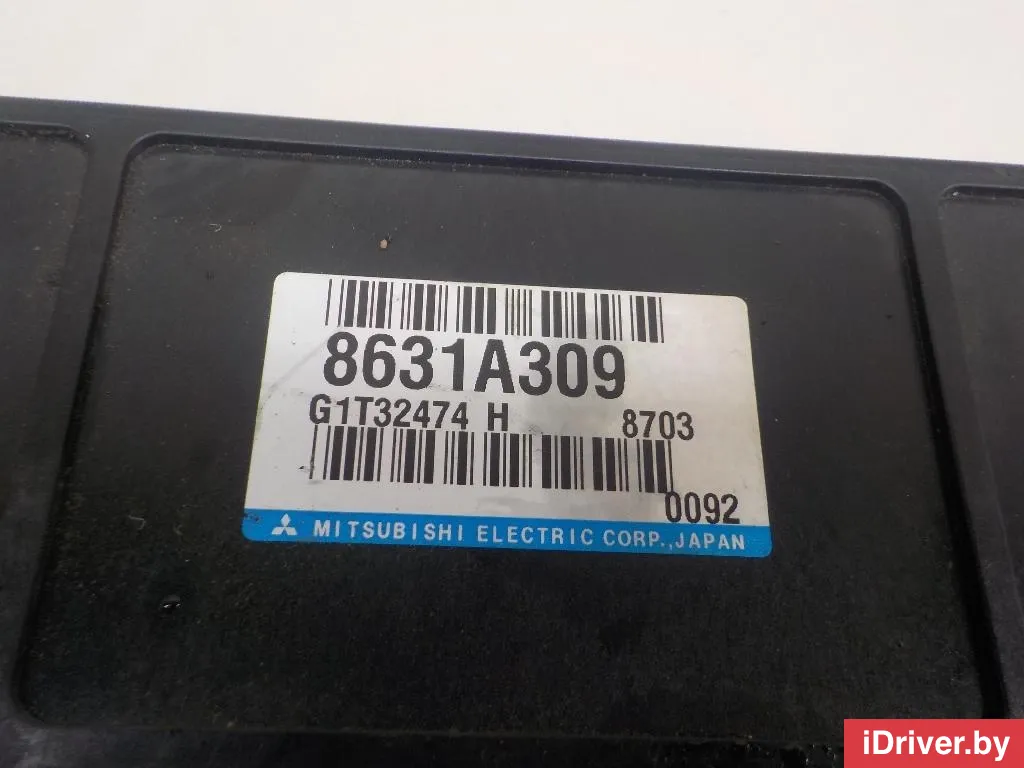 8631A309
G1T32474 H 8703
0092
MITSUBISHI ELECTRIC CORP., JAPAN
iDriver.by